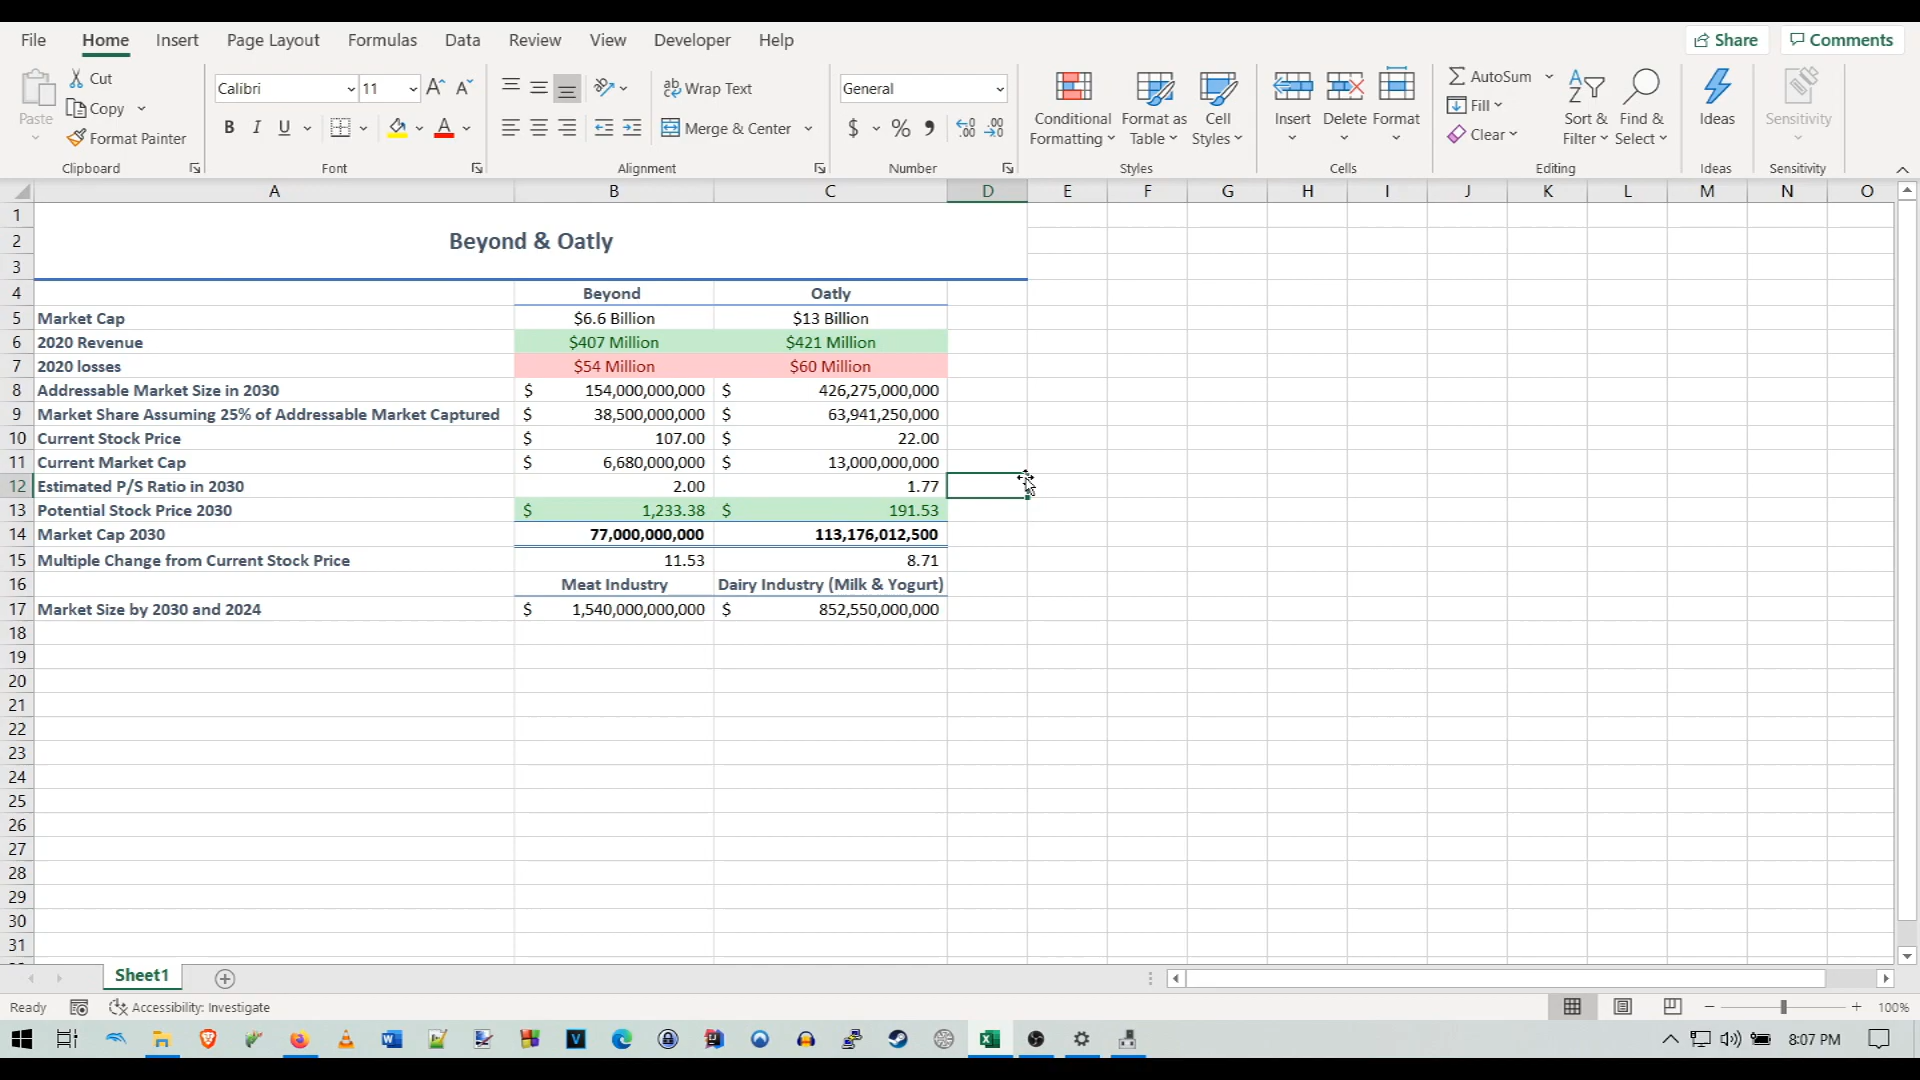 File Home Insert Page Layout Formulas Data Review View Developer Help Share Comments
Cut
Copy
Format Painter
Paste
Clipboard
Calibri 11
B I U
Font
Wrap Text
Merge & Center
Alignment
General
$ % 9
Number
Conditional Formatting
Format as Table
Cell Styles
Styles
Insert Delete Format
Cells
AutoSum
Fill
Clear
Sort & Filter
Find & Select
Editing
Ideas
Ideas
Sensitivity
Sensitivity
A B C D E F G H I J K L M N O
1
2 Beyond & Oatly
3
4 Beyond Oatly
5 Market Cap $6.6 Billion $13 Billion
6 2020 Revenue $407 Million $421 Million
7 2020 losses $54 Million $60 Million
8 Addressable Market Size in 2030 $ 154,000,000,000 $ 426,275,000,000
9 Market Share Assuming 25% of Addressable Market Captured $ 38,500,000,000 $ 63,941,250,000
10 Current Stock Price $ 107.00 $ 22.00
11 Current Market Cap $ 6,680,000,000 $ 13,000,000,000
12 Estimated P/S Ratio in 2030 2.00 1.77
13 Potential Stock Price 2030 $ 1,233.38 $ 191.53
14 Market Cap 2030 77,000,000,000 113,176,012,500
15 Multiple Change from Current Stock Price 11.53 8.71
16 Meat Industry Dairy Industry (Milk & Yogurt)
17 Market Size by 2030 and 2024 $ 1,540,000,000,000 $ 852,550,000,000
18
19
20
21
22
23
24
25
26
27
28
29
30
31
Sheet1
Ready Accessibility: Investigate 100%
8:07 PM